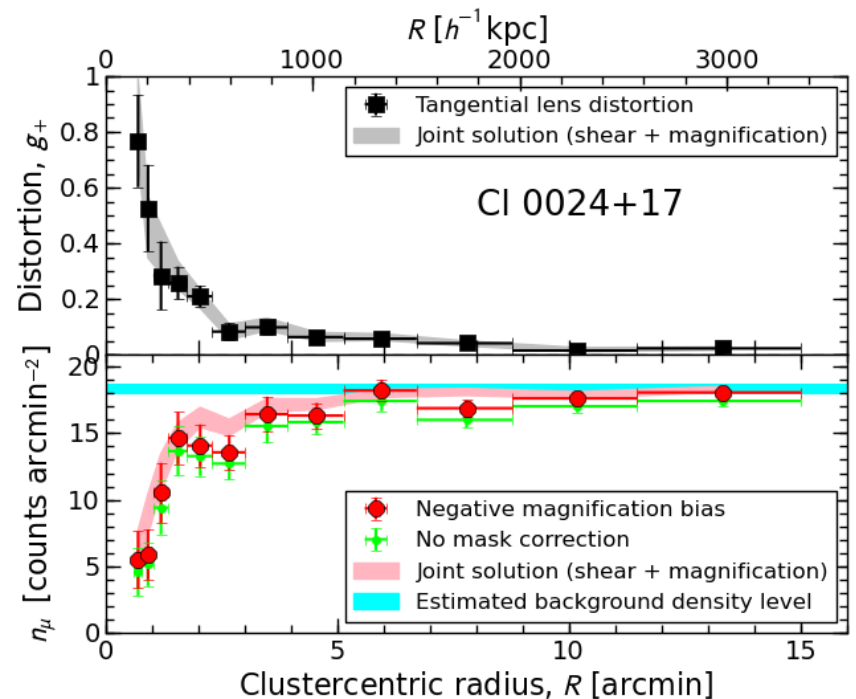 R [h⁻¹ kpc]
1000 2000 3000
Distortion, g₊
1
0.8
0.6
0.4
0.2
0
Tangential lens distortion
Joint solution (shear + magnification)
Cl 0024+17
n_μ [counts arcmin⁻²]
20
15
10
5
0
Negative magnification bias
No mask correction
Joint solution (shear + magnification)
Estimated background density level
0 5 10 15
Clustercentric radius, R [arcmin]